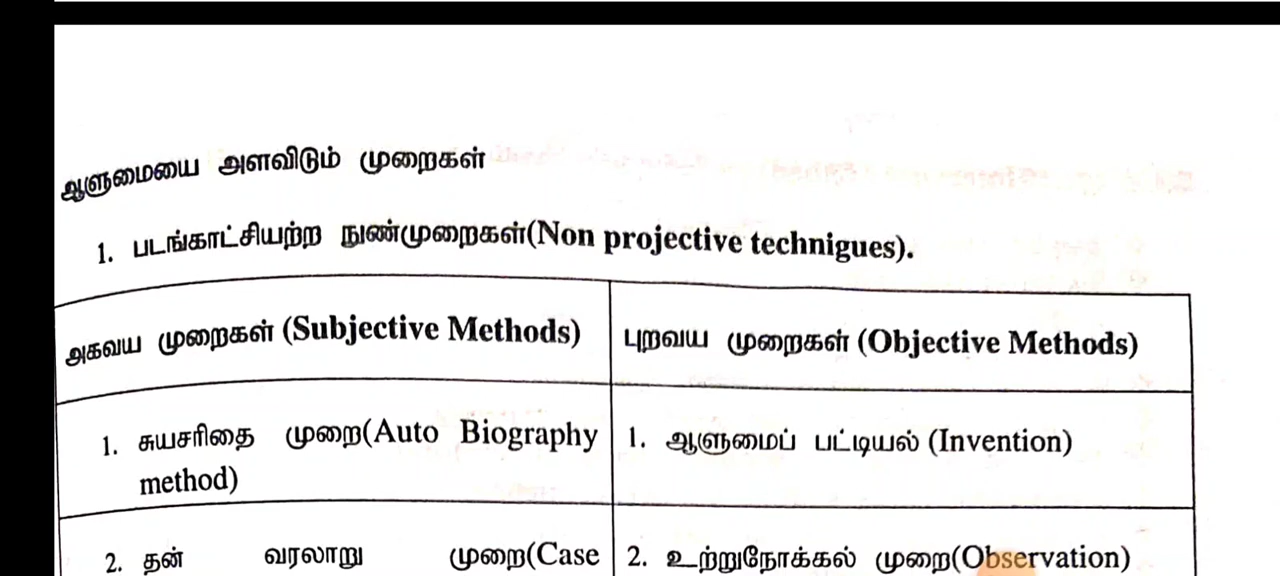 ஆளுமையை அளவிடும் முறைகள்
1. படங்காட்சியற்ற நுண்முறைகள்(Non projective technigues).
அகவய முறைகள் (Subjective Methods)
புறவய முறைகள் (Objective Methods)
1. சுயசரிதை முறை(Auto Biography
method)
1. ஆளுமைப் பட்டியல் (Invention)
2. தன் வரலாறு முறை(Case
2. உற்றுநோக்கல் முறை(Observation)